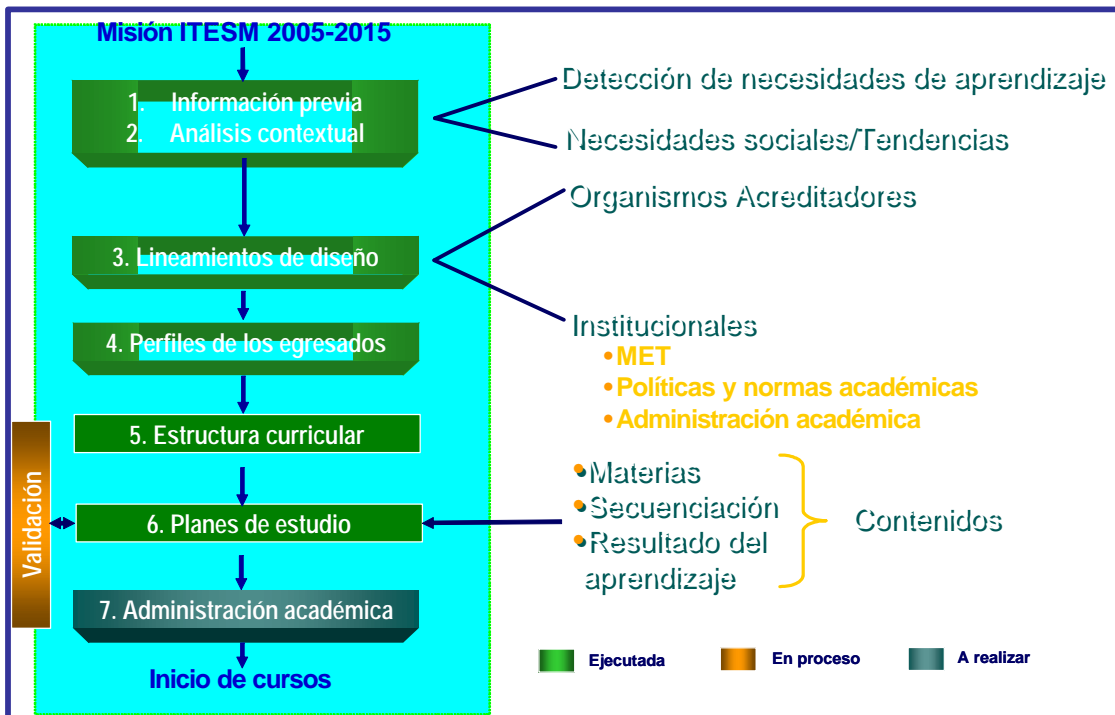 Misión ITESM 2005-2015
1. Información previa
2. Análisis contextual
Detección de necesidades de aprendizaje
Necesidades sociales/Tendencias
Organismos Acreditadores
3. Lineamientos de diseño
Institucionales
•MET
•Políticas y normas académicas
•Administración académica
4. Perfiles de los egresados
5. Estructura curricular
Validación
6. Planes de estudio
•Materias
•Secuenciación
•Resultado del
aprendizaje
Contenidos
7. Administración académica
Inicio de cursos
Ejecutada
En proceso
A realizar